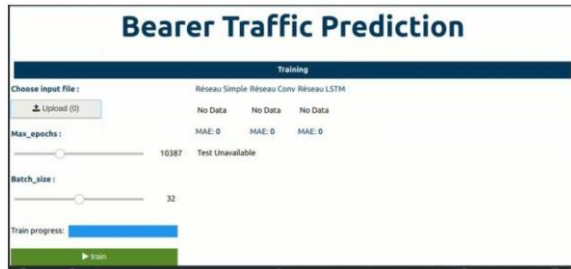 Bearer Traffic Prediction
Training
Choose input file :
Upload (0)
Max_epochs :
10387
Batch_size :
32
Train progress:
train
Réseau Simple Réseau Conv Réseau LSTM
No Data No Data No Data
MAE: 0 MAE: 0 MAE: 0
Test Unavailable